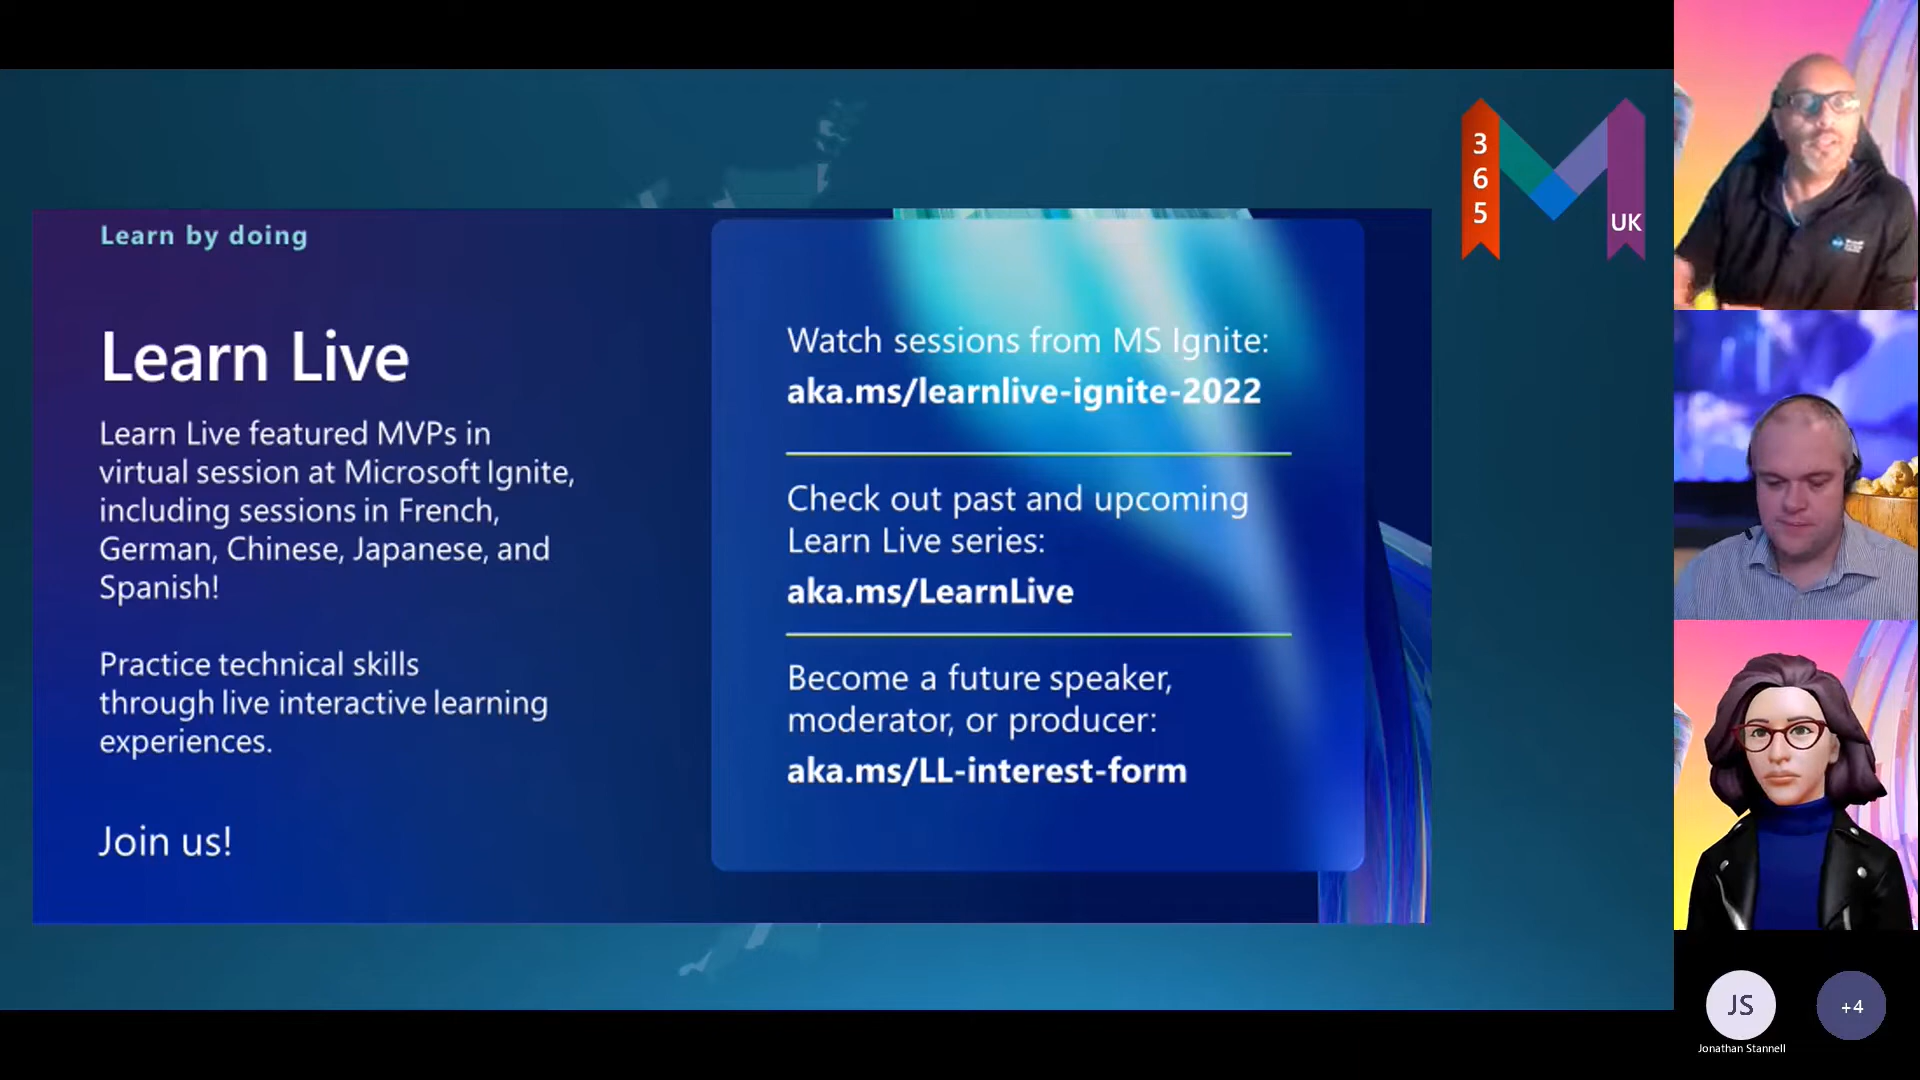 Learn by doing
Learn Live
Learn Live featured MVPs in
virtual session at Microsoft Ignite,
including sessions in French,
German, Chinese, Japanese, and
Spanish!
Practice technical skills
through live interactive learning
experiences.
Join us!
Watch sessions from MS Ignite:
aka.ms/learnlive-ignite-2022
Check out past and upcoming
Learn Live series:
aka.ms/LearnLive
Become a future speaker,
moderator, or producer:
aka.ms/LL-interest-form
3
6
5
UK
JS
+4
Jonathan Stannell